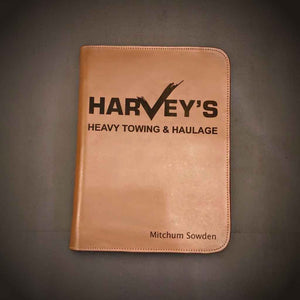 HARVEY'S
HEAVY TOWING & HAULAGE
Mitchum Sowden